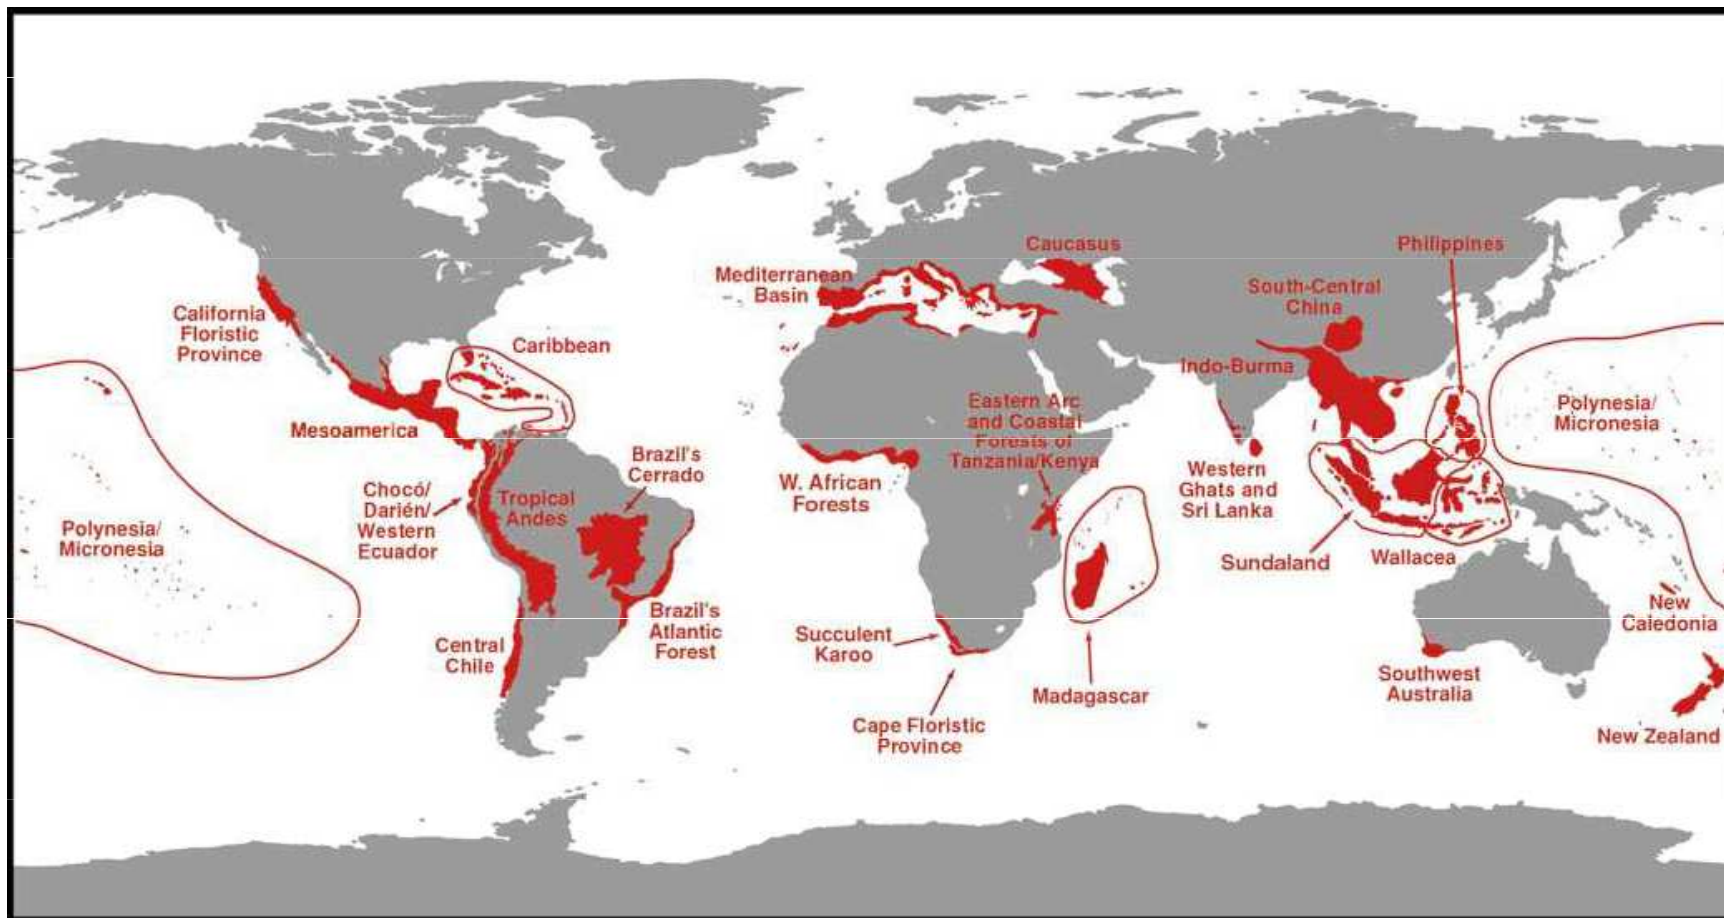 Caucasus
Philippines
Mediterranean
Basin
South-Central
China
California
Floristic
Province
Caribbean
Indo-Burma
Eastern Arc
and Coastal
Forests of
Tanzania/Kenya
Polynesia/
Micronesia
Mesoamerica
Brazil's
Cerrado
W. African
Forests
Western
Ghats and
Sri Lanka
Chocó/
Darién/
Western
Ecuador
Tropical
Andes
Polynesia/
Micronesia
Sundaland
Wallacea
Brazil's
Atlantic
Forest
New
Caledonia
Central
Chile
Succulent
Karoo
Madagascar
Southwest
Australia
Cape Floristic
Province
New Zealand